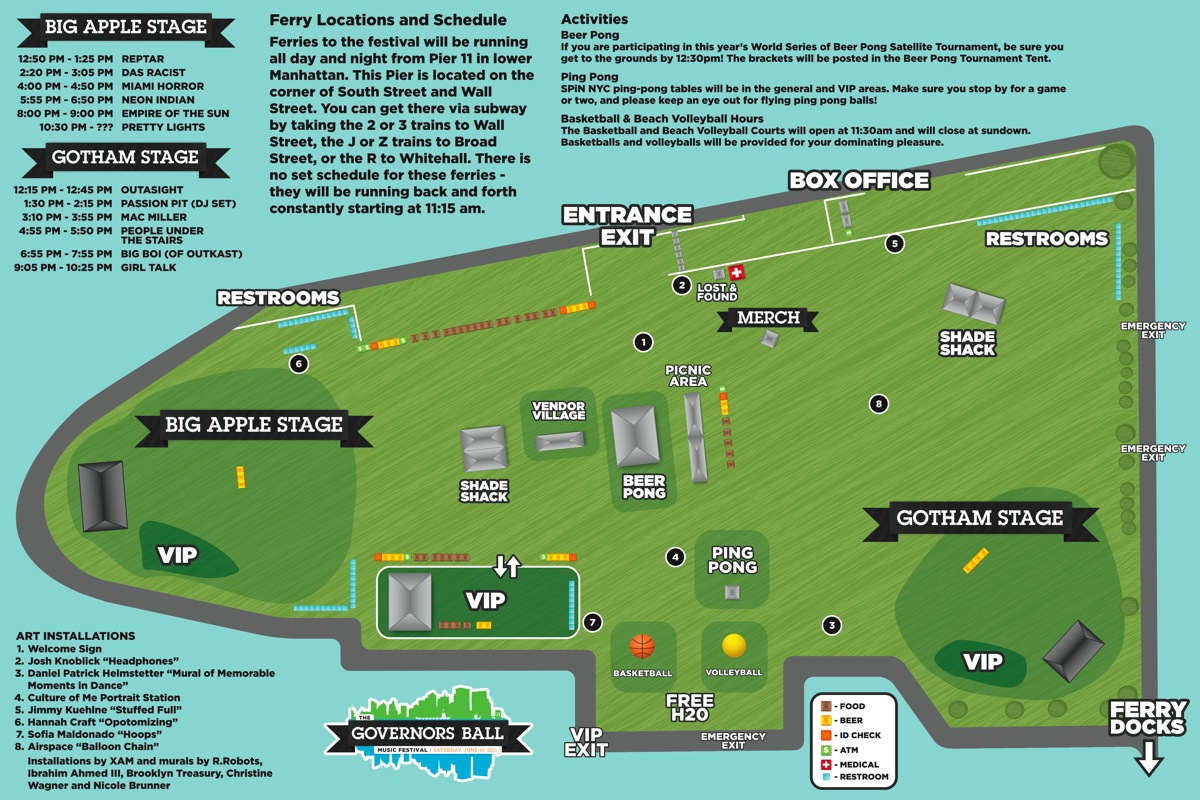 BIG APPLE STAGE
12:50 PM - 1:25 PM REPTAR
2:20 PM - 3:05 PM DAS RACIST
4:00 PM - 4:50 PM MIAMI HORROR
5:55 PM - 6:50 PM NEON INDIAN
8:00 PM - 9:00 PM EMPIRE OF THE SUN
10:30 PM - ??? PRETTY LIGHTS
GOTHAM STAGE
12:15 PM - 12:45 PM OUTASIGHT
1:30 PM - 2:15 PM PASSION PIT (DJ SET)
3:10 PM - 3:55 PM MAC MILLER
4:55 PM - 5:50 PM PEOPLE UNDER
THE STAIRS
6:55 PM - 7:55 PM BIG BOI (OF OUTKAST)
9:05 PM - 10:25 PM GIRL TALK
Ferry Locations and Schedule
Ferries to the festival will be running
all day and night from Pier 11 in lower
Manhattan. This Pier is located on the
corner of South Street and Wall
Street. You can get there via subway
by taking the 2 or 3 trains to Wall
Street, the J or Z trains to Broad
Street, or the R to Whitehall. There is
no set schedule for these ferries -
they will be running back and forth
constantly starting at 11:15 am.
Activities
Beer Pong
If you are participating in this year's World Series of Beer Pong Satellite Tournament, be sure you
get to the grounds by 12:30pm! The brackets will be posted in the Beer Pong Tournament Tent.
Ping Pong
SPiN NYC ping-pong tables will be in the general and VIP areas. Make sure you stop by for a game
or two, and please keep an eye out for flying ping pong balls!
Basketball & Beach Volleyball Hours
The Basketball and Beach Volleyball Courts will open at 11:30am and will close at sundown.
Basketballs and volleyballs will be provided for your dominating pleasure.
BOX OFFICE
ENTRANCE
EXIT
5
RESTROOMS
2
LOST &
FOUND
RESTROOMS
MERCH
SHADE
SHACK
EMERGENCY
EXIT
1
6
PICNIC
AREA
8
BIG APPLE STAGE
VENDOR
VILLAGE
EMERGENCY
EXIT
SHADE
SHACK
BEER
PONG
GOTHAM STAGE
VIP
4
PING
PONG
VIP
7
3
BASKETBALL
VOLLEYBALL
VIP
FREE
H20
VIP
EXIT
EMERGENCY
EXIT
FERRY
DOCKS
ART INSTALLATIONS
1. Welcome Sign
2. Josh Knoblick "Headphones"
3. Daniel Patrick Helmstetter "Mural of Memorable
Moments in Dance"
4. Culture of Me Portrait Station
5. Jimmy Kuehlne "Stuffed Full"
6. Hannah Craft "Opotomizing"
7. Sofia Maldonado "Hoops"
8. Airspace "Balloon Chain"
Installations by XAM and murals by R.Robots,
Ibrahim Ahmed III, Brooklyn Treasury, Christine
Wagner and Nicole Brunner
THE
GOVERNORS BALL
MUSIC FESTIVAL | SATURDAY JUNE 18, 2011
- FOOD
- BEER
- ID CHECK
$ - ATM
- MEDICAL
- RESTROOM